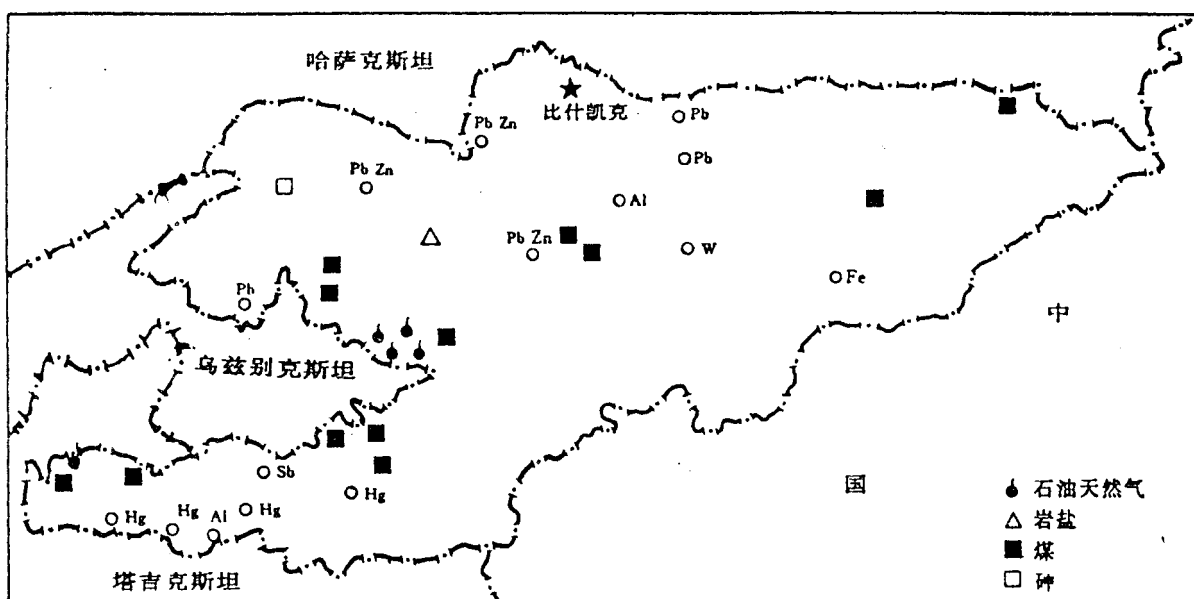 哈萨克斯坦
比什凯克
Pb Zn
Pb
Pb
Pb Zn
Al
Pb Zn
W
Fe
Pb
中
乌兹别克斯坦
Sb
Hg
国
石油天然气
Hg
Hg
Al
Hg
岩盐
煤
塔吉克斯坦
砷